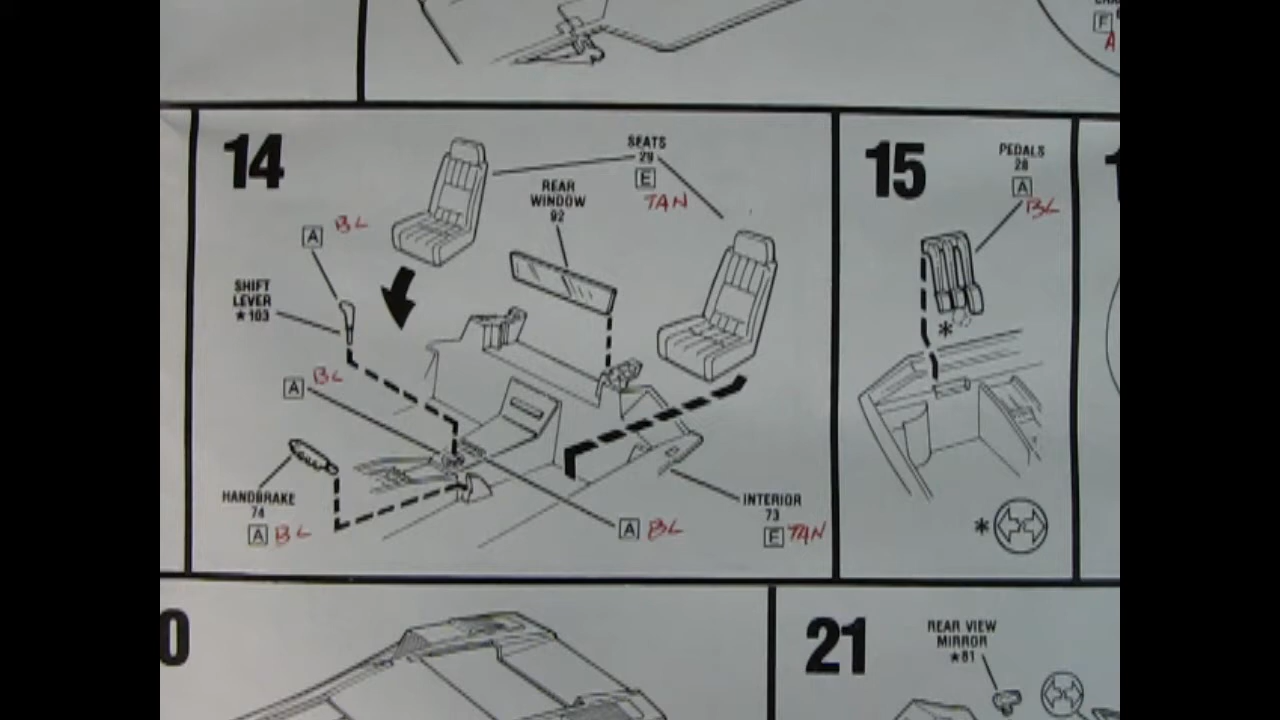 F
A
14
SEATS
29
E
TAN
REAR
WINDOW
92
A
BL
SHIFT
LEVER
★103
A
BL
HANDBRAKE
74
A BL
A BL
INTERIOR
73
E TAN
15
PEDALS
28
A
BL
*
*
0
21
REAR VIEW
MIRROR
★81